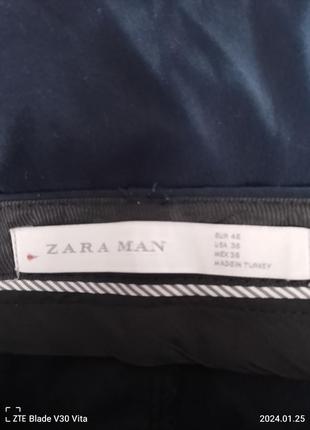 ZARA MAN
EUR 46
USA 36
MEX 36
MADE IN TURKEY
ZTE Blade V30 Vita
2024.01.25